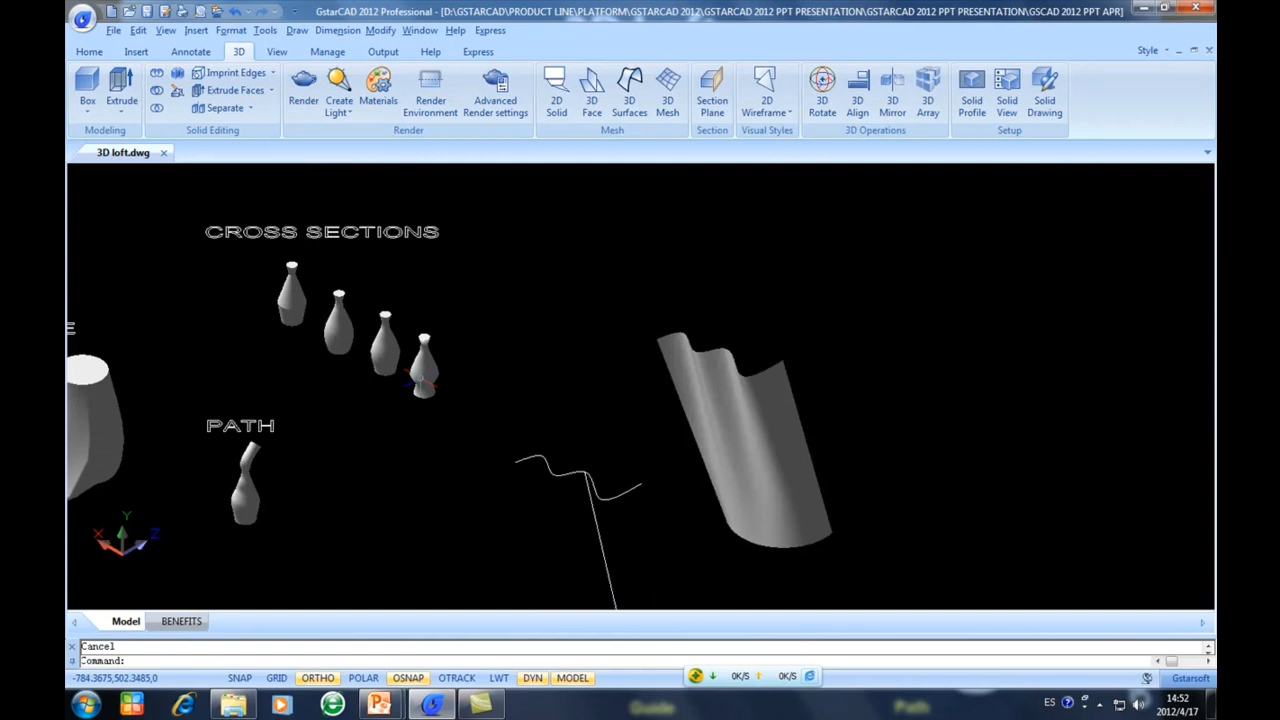 GstarCAD 2012 Professional - [D:\GSTARCAD\PRODUCT LINE\PLATFORM\GSTARCAD 2012\GSTARCAD 2012 PPT PRESENTATION\GSTARCAD 2012 PPT PRESENTATION\GSCAD 2012 PPT APR]
File Edit View Insert Format Tools Draw Dimension Modify Window Help Express
Home Insert Annotate 3D View Manage Output Help Express Style
Imprint Edges
Extrude Faces
Separate
Box Extrude Render Create Light Materials Render Environment Advanced Render settings 2D Solid 3D Face 3D Surfaces 3D Mesh Section Plane 2D Wireframe 3D Rotate 3D Align 3D Mirror 3D Array Solid Profile Solid View Solid Drawing
Modeling Solid Editing Render Mesh Section Visual Styles 3D Operations Setup
3D loft.dwg
CROSS SECTIONS
E
PATH
X Y Z
Model BENEFITS
Cancel
Command:
-784.3675,502.3485,0 SNAP GRID ORTHO POLAR OSNAP OTRACK LWT DYN MODEL 0K/S 0K/S Gstarsoft
ES 14:52
2012/4/17
Guide Path